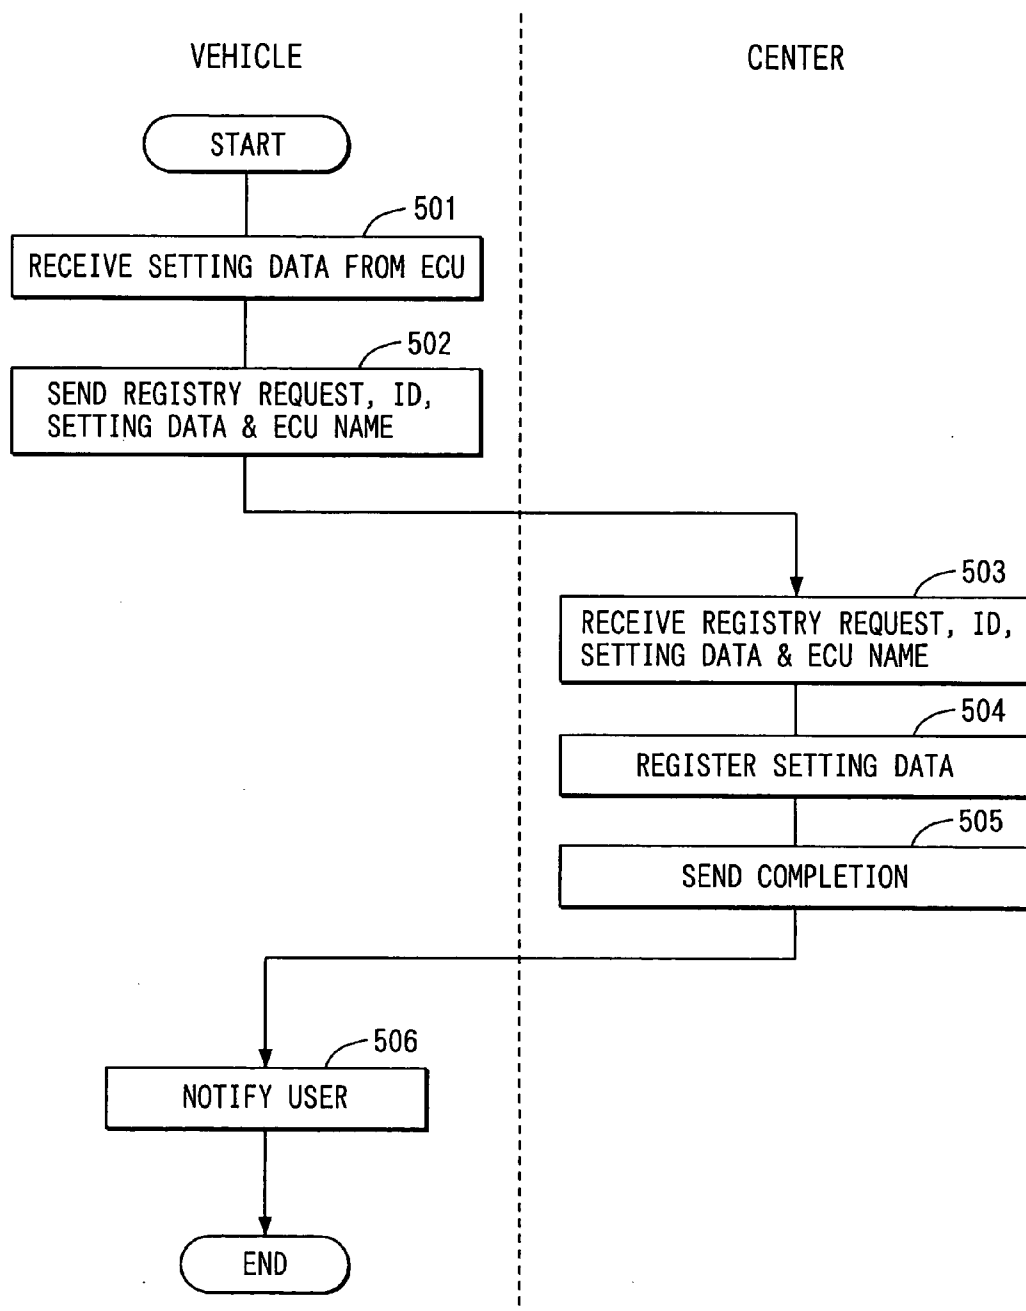 VEHICLE
CENTER
START
501
RECEIVE SETTING DATA FROM ECU
502
SEND REGISTRY REQUEST, ID,
SETTING DATA & ECU NAME
503
RECEIVE REGISTRY REQUEST, ID,
SETTING DATA & ECU NAME
504
REGISTER SETTING DATA
505
SEND COMPLETION
506
NOTIFY USER
END